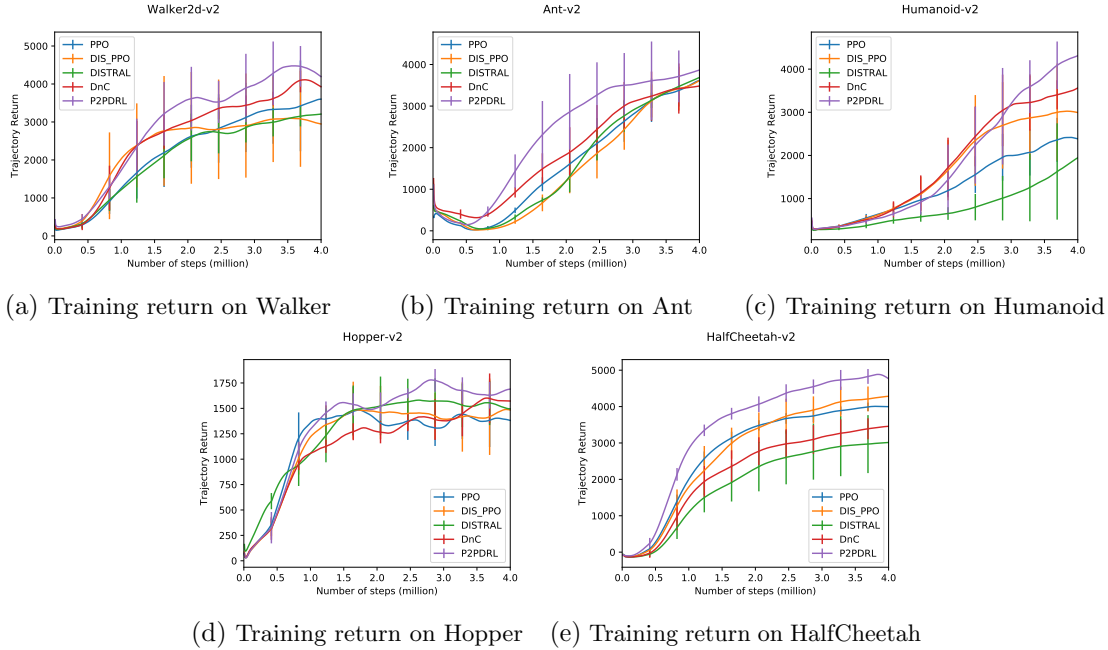 Walker2d-v2
Trajectory Return
5000
4000
3000
2000
1000
0
PPO
DIS_PPO
DISTRAL
DnC
P2PDRL
0.0 0.5 1.0 1.5 2.0 2.5 3.0 3.5 4.0
Number of steps (million)
(a) Training return on Walker
Ant-v2
Trajectory Return
4000
3000
2000
1000
0
PPO
DIS_PPO
DISTRAL
DnC
P2PDRL
0.0 0.5 1.0 1.5 2.0 2.5 3.0 3.5 4.0
Number of steps (million)
(b) Training return on Ant
Humanoid-v2
Trajectory Return
4000
3000
2000
1000
PPO
DIS_PPO
DISTRAL
DnC
P2PDRL
0.0 0.5 1.0 1.5 2.0 2.5 3.0 3.5 4.0
Number of steps (million)
(c) Training return on Humanoid
Hopper-v2
Trajectory Return
1750
1500
1250
1000
750
500
250
0
PPO
DIS_PPO
DISTRAL
DnC
P2PDRL
0.0 0.5 1.0 1.5 2.0 2.5 3.0 3.5 4.0
Number of steps (million)
(d) Training return on Hopper
HalfCheetah-v2
Trajectory Return
5000
4000
3000
2000
1000
0
PPO
DIS_PPO
DISTRAL
DnC
P2PDRL
0.0 0.5 1.0 1.5 2.0 2.5 3.0 3.5 4.0
Number of steps (million)
(e) Training return on HalfCheetah